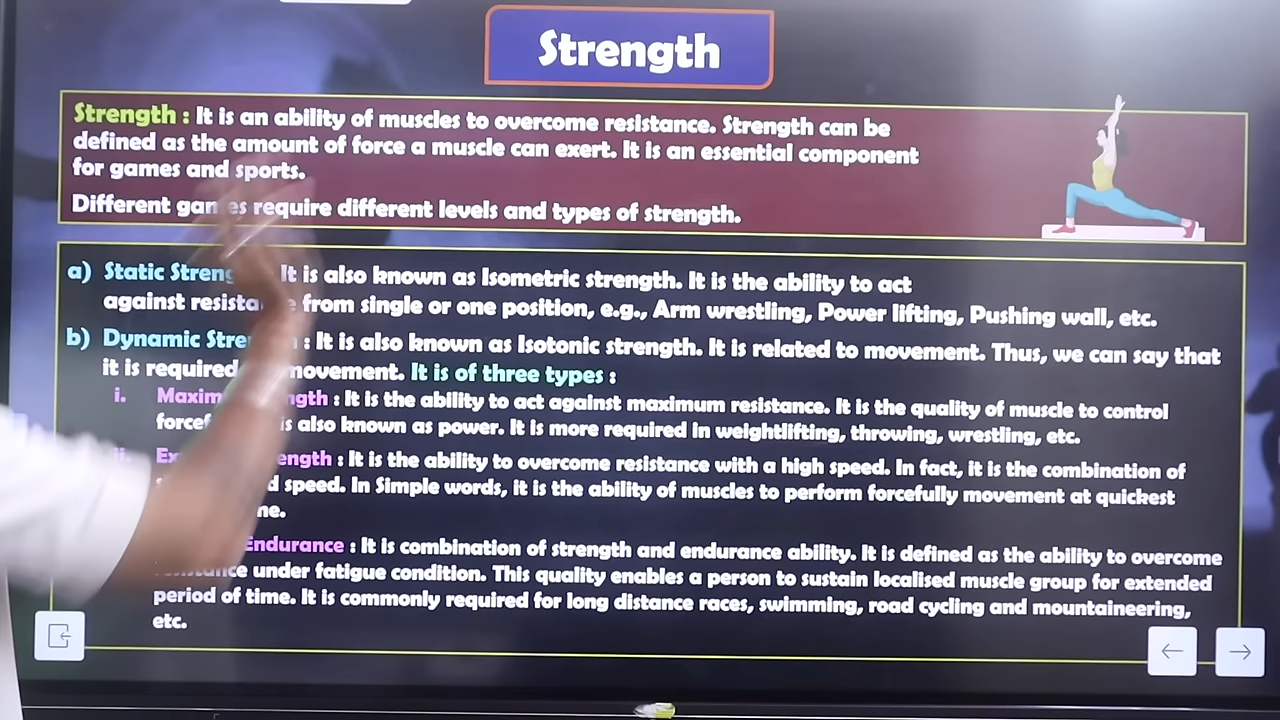 Strength
Strength : It is an ability of muscles to overcome resistance. Strength can be
defined as the amount of force a muscle can exert. It is an essential component
for games and sports.
Different games require different levels and types of strength.
a) Static It is also known as Isometric strength. It is the ability to act
against from single or one position, e.g., Arm wrestling, Power lifting, Pushing wall, etc.
b) Dynamic : It is also known as Isotonic strength. It is related to movement. Thus, we can say that
it is required movement. It is of three types :
i. : It is the ability to act against maximum resistance. It is the quality of muscle to control
is also known as power. It is more required in weightlifting, throwing, wrestling, etc.
: It is the ability to overcome resistance with a high speed. In fact, it is the combination of
speed. In Simple words, it is the ability of muscles to perform forcefully movement at quickest
Endurance : It is combination of strength and endurance ability. It is defined as the ability to overcome
under fatigue condition. This quality enables a person to sustain localised muscle group for extended
period of time. It is commonly required for long distance races, swimming, road cycling and mountaineering,
etc.